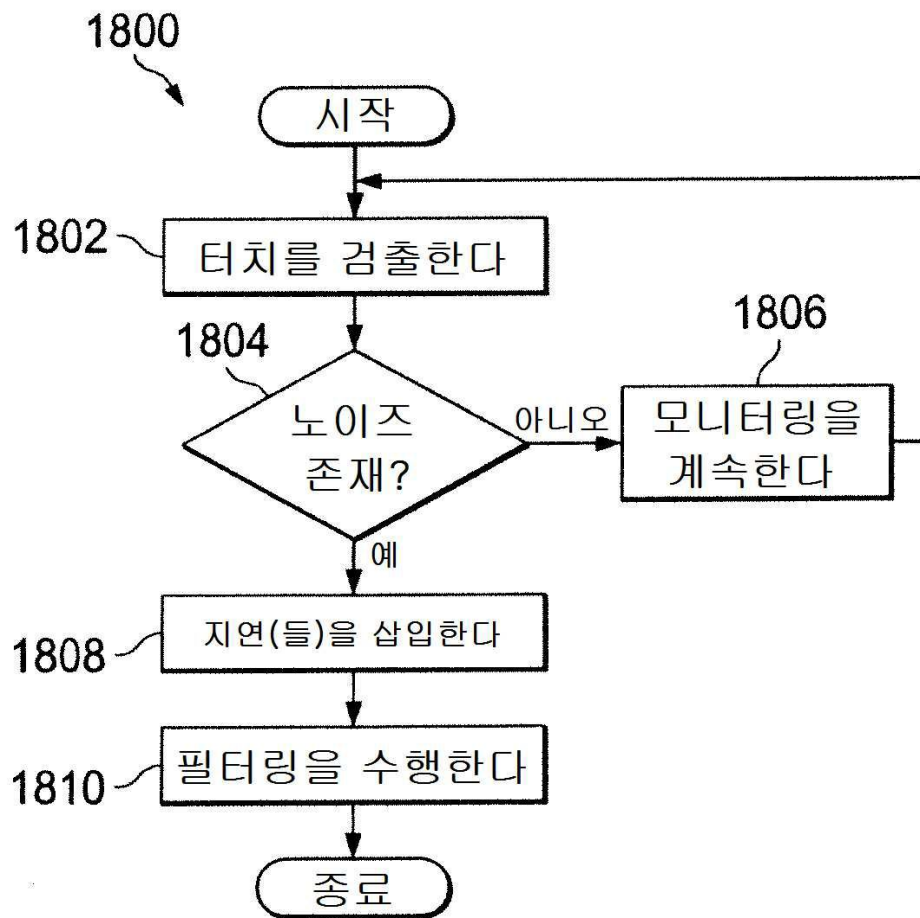 1800
시작
1802
터치를 검출한다
1804
노이즈
존재?
아니오
1806
모니터링을
계속한다
예
1808
지연(들)을 삽입한다
1810
필터링을 수행한다
종료